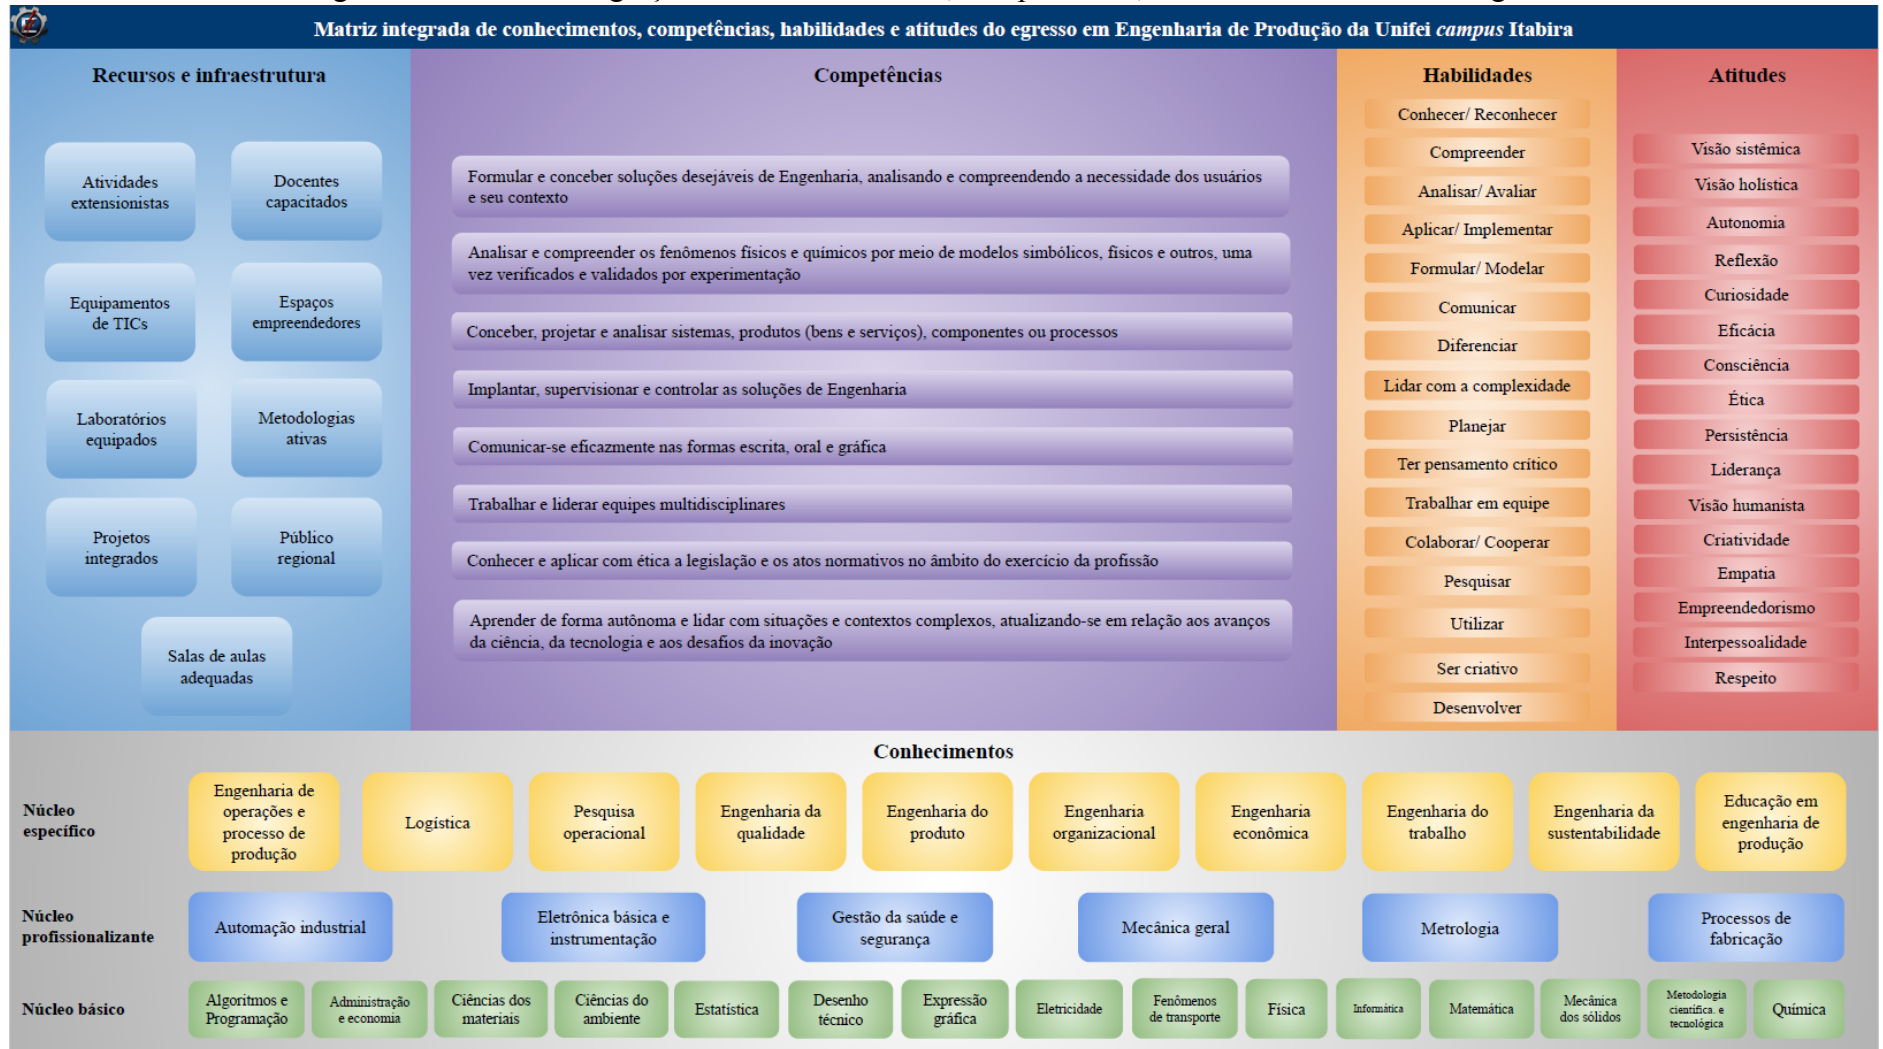 Matriz integrada de conhecimentos, competências, habilidades e atitudes do egresso em Engenharia de Produção da Unifei campus Itabira
Recursos e infraestrutura
Atividades
extensionistas
Docentes
capacitados
Equipamentos
de TICs
Espaços
empreendedores
Laboratórios
equipados
Metodologias
ativas
Projetos
integrados
Público
regional
Salas de aulas
adequadas
Competências
Formular e conceber soluções desejáveis de Engenharia, analisando e compreendendo a necessidade dos usuários
e seu contexto
Analisar e compreender os fenômenos físicos e químicos por meio de modelos simbólicos, físicos e outros, uma
vez verificados e validados por experimentação
Conceber, projetar e analisar sistemas, produtos (bens e serviços), componentes ou processos
Implantar, supervisionar e controlar as soluções de Engenharia
Comunicar-se eficazmente nas formas escrita, oral e gráfica
Trabalhar e liderar equipes multidisciplinares
Conhecer e aplicar com ética a legislação e os atos normativos no âmbito do exercício da profissão
Aprender de forma autônoma e lidar com situações e contextos complexos, atualizando-se em relação aos avanços
da ciência, da tecnologia e aos desafios da inovação
Habilidades
Conhecer/ Reconhecer
Compreender
Analisar/ Avaliar
Aplicar/ Implementar
Formular/ Modelar
Comunicar
Diferenciar
Lidar com a complexidade
Planejar
Ter pensamento crítico
Trabalhar em equipe
Colaborar/ Cooperar
Pesquisar
Utilizar
Ser criativo
Desenvolver
Atitudes
Visão sistêmica
Visão holística
Autonomia
Reflexão
Curiosidade
Eficácia
Consciência
Ética
Persistência
Liderança
Visão humanista
Criatividade
Empatia
Empreendedorismo
Interpessoalidade
Respeito
Conhecimentos
Núcleo
específico
Engenharia de
operações e
processo de
produção
Logística
Pesquisa
operacional
Engenharia da
qualidade
Engenharia do
produto
Engenharia
organizacional
Engenharia
econômica
Engenharia do
trabalho
Engenharia da
sustentabilidade
Educação em
engenharia de
produção
Núcleo
profissionalizante
Automação industrial
Eletrônica básica e
instrumentação
Gestão da saúde e
segurança
Mecânica geral
Metrologia
Processos de
fabricação
Núcleo básico
Algoritmos e
Programação
Administração
e economia
Ciências dos
materiais
Ciências do
ambiente
Estatística
Desenho
técnico
Expressão
gráfica
Eletricidade
Fenômenos
de transporte
Física
Informática
Matemática
Mecânica
dos sólidos
Metodologia
científica. e
tecnológica
Química